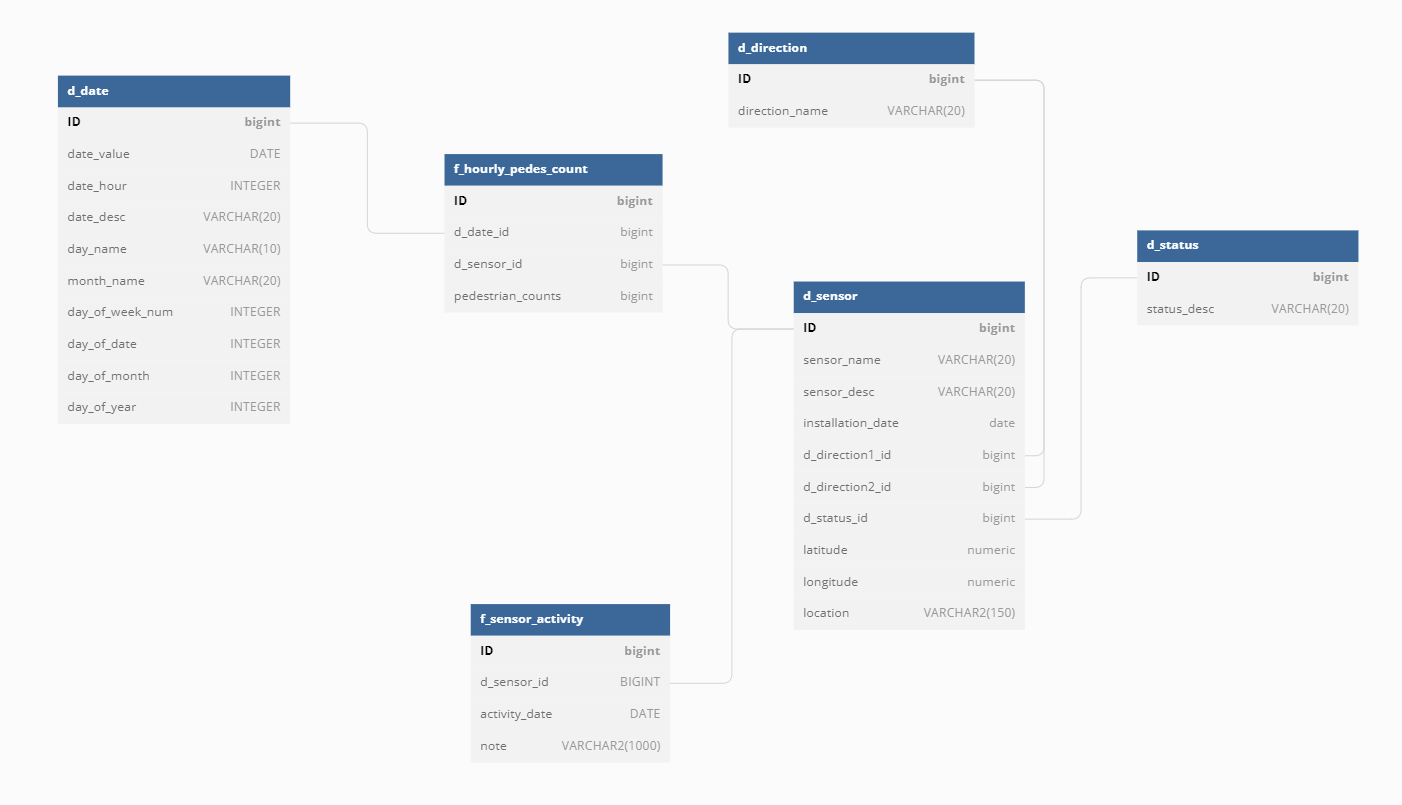 d_date
ID bigint
date_value DATE
date_hour INTEGER
date_desc VARCHAR(20)
day_name VARCHAR(10)
month_name VARCHAR(20)
day_of_week_num INTEGER
day_of_date INTEGER
day_of_month INTEGER
day_of_year INTEGER
f_hourly_pedes_count
ID bigint
d_date_id bigint
d_sensor_id bigint
pedestrian_counts bigint
d_direction
ID bigint
direction_name VARCHAR(20)
d_sensor
ID bigint
sensor_name VARCHAR(20)
sensor_desc VARCHAR(20)
installation_date date
d_direction1_id bigint
d_direction2_id bigint
d_status_id bigint
latitude numeric
longitude numeric
location VARCHAR2(150)
d_status
ID bigint
status_desc VARCHAR(20)
f_sensor_activity
ID bigint
d_sensor_id BIGINT
activity_date DATE
note VARCHAR2(1000)